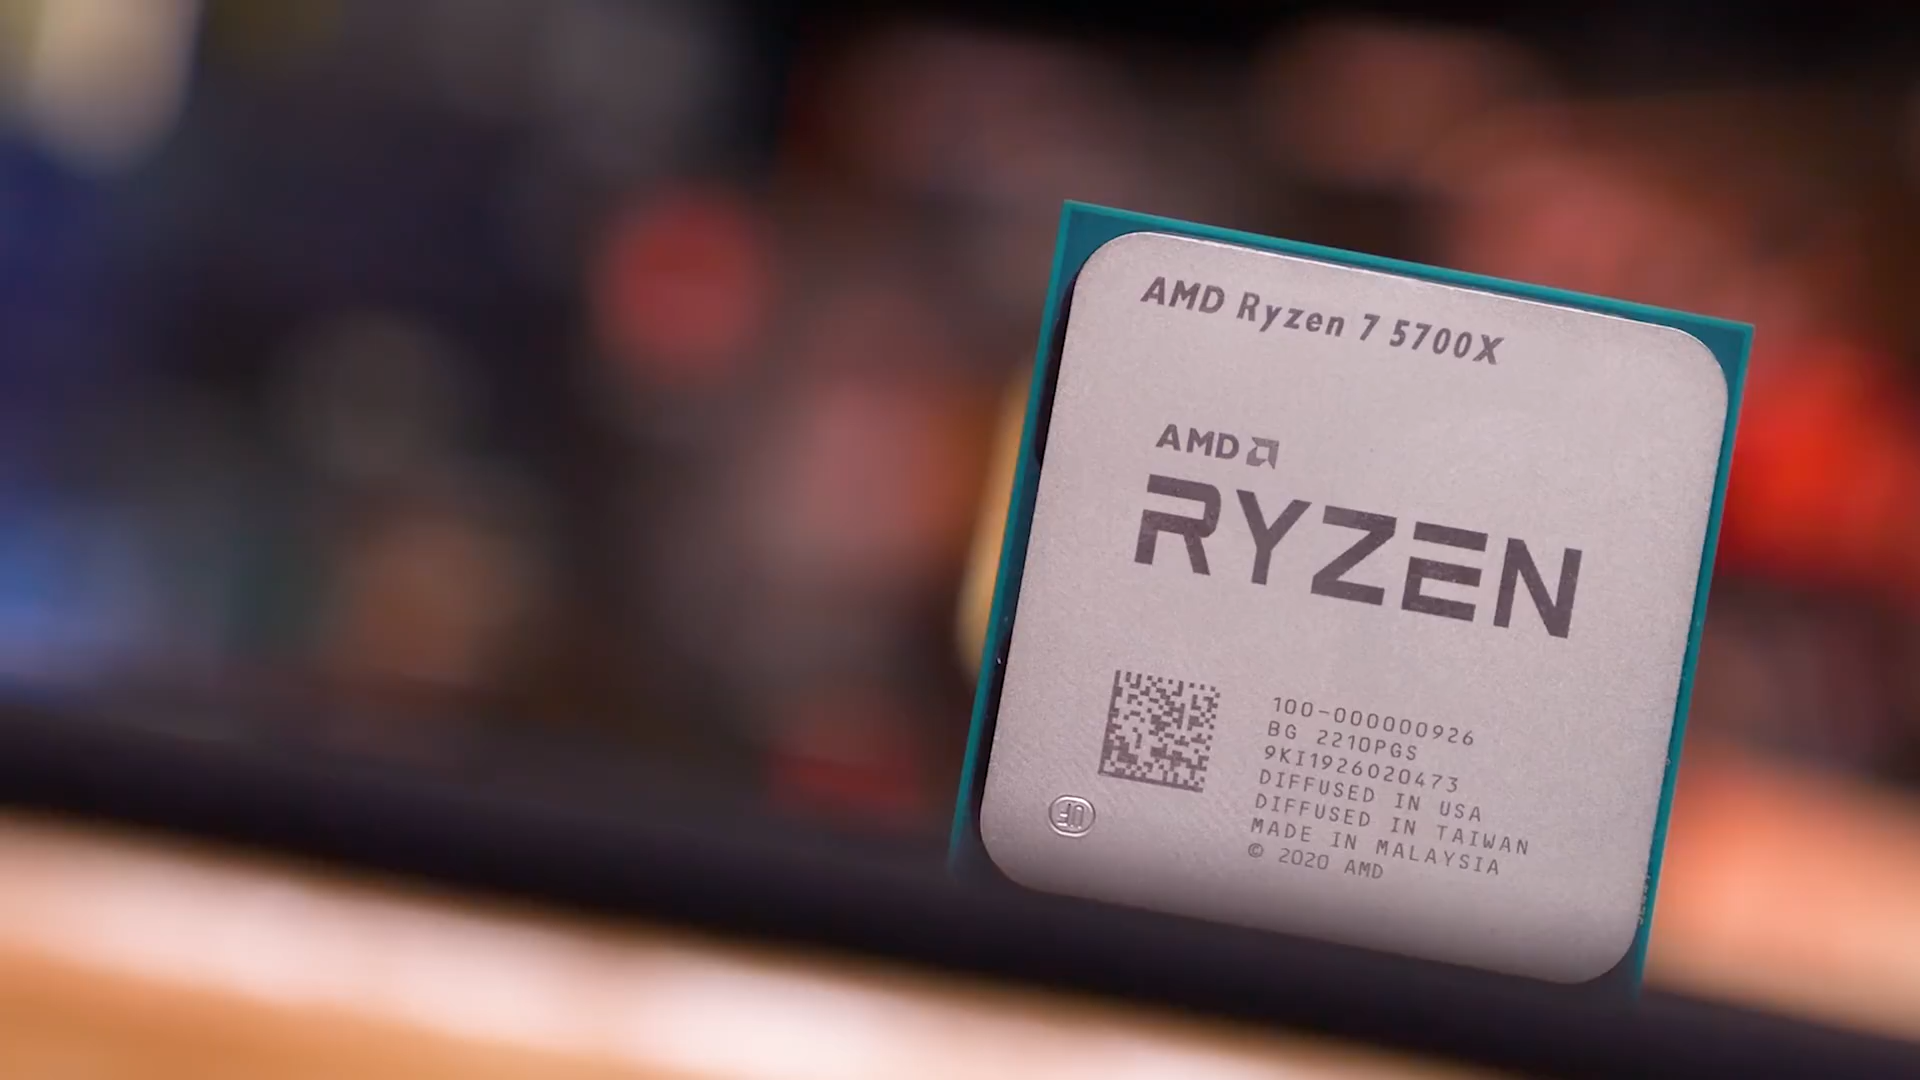 AMD Ryzen 7 5700X
AMD
RYZEN
100-000000926
BG 2210PGS
9KI1926020473
DIFFUSED IN USA
DIFFUSED IN TAIWAN
MADE IN MALAYSIA
© 2020 AMD